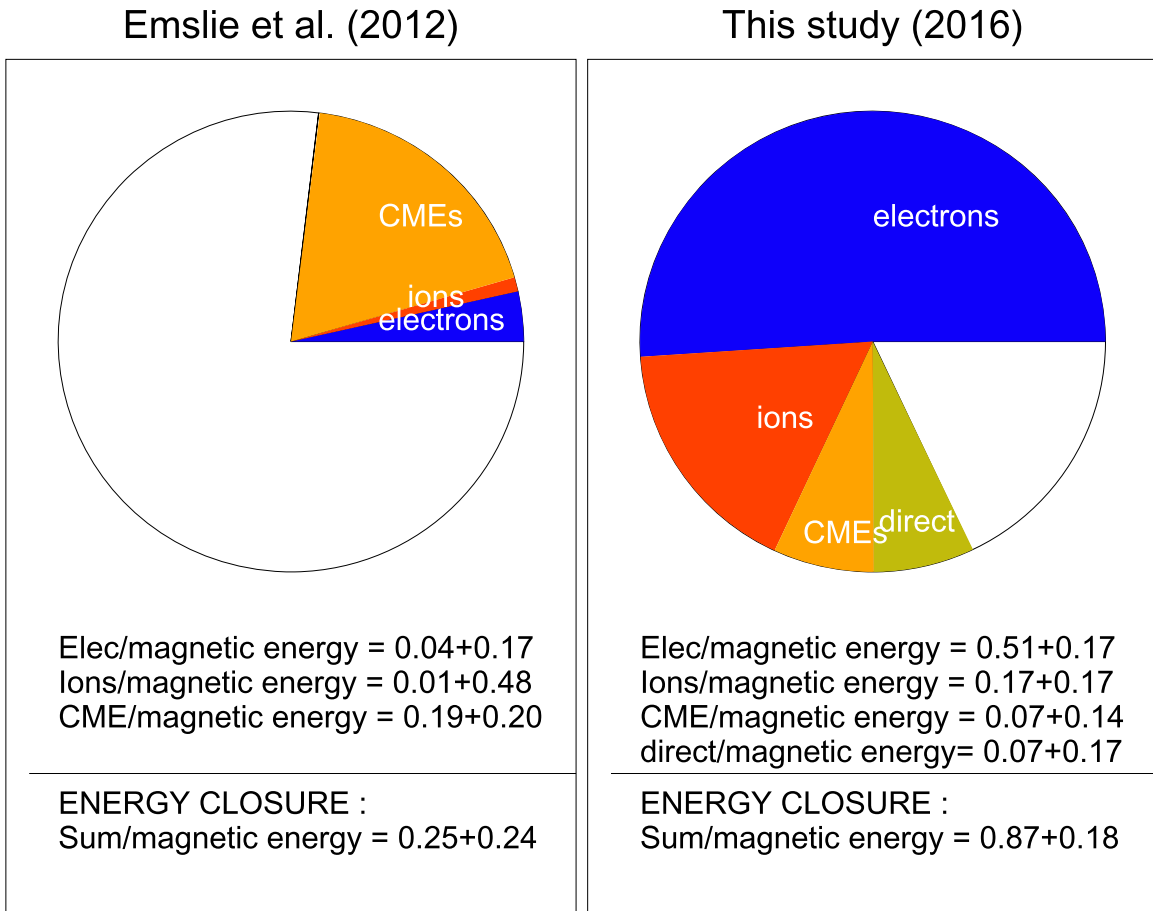 Emslie et al. (2012)
CMEs
ions
electrons
Elec/magnetic energy = 0.04+0.17
Ions/magnetic energy = 0.01+0.48
CME/magnetic energy = 0.19+0.20
ENERGY CLOSURE :
Sum/magnetic energy = 0.25+0.24
This study (2016)
electrons
ions
CMEs
direct
Elec/magnetic energy = 0.51+0.17
Ions/magnetic energy = 0.17+0.17
CME/magnetic energy = 0.07+0.14
direct/magnetic energy= 0.07+0.17
ENERGY CLOSURE :
Sum/magnetic energy = 0.87+0.18